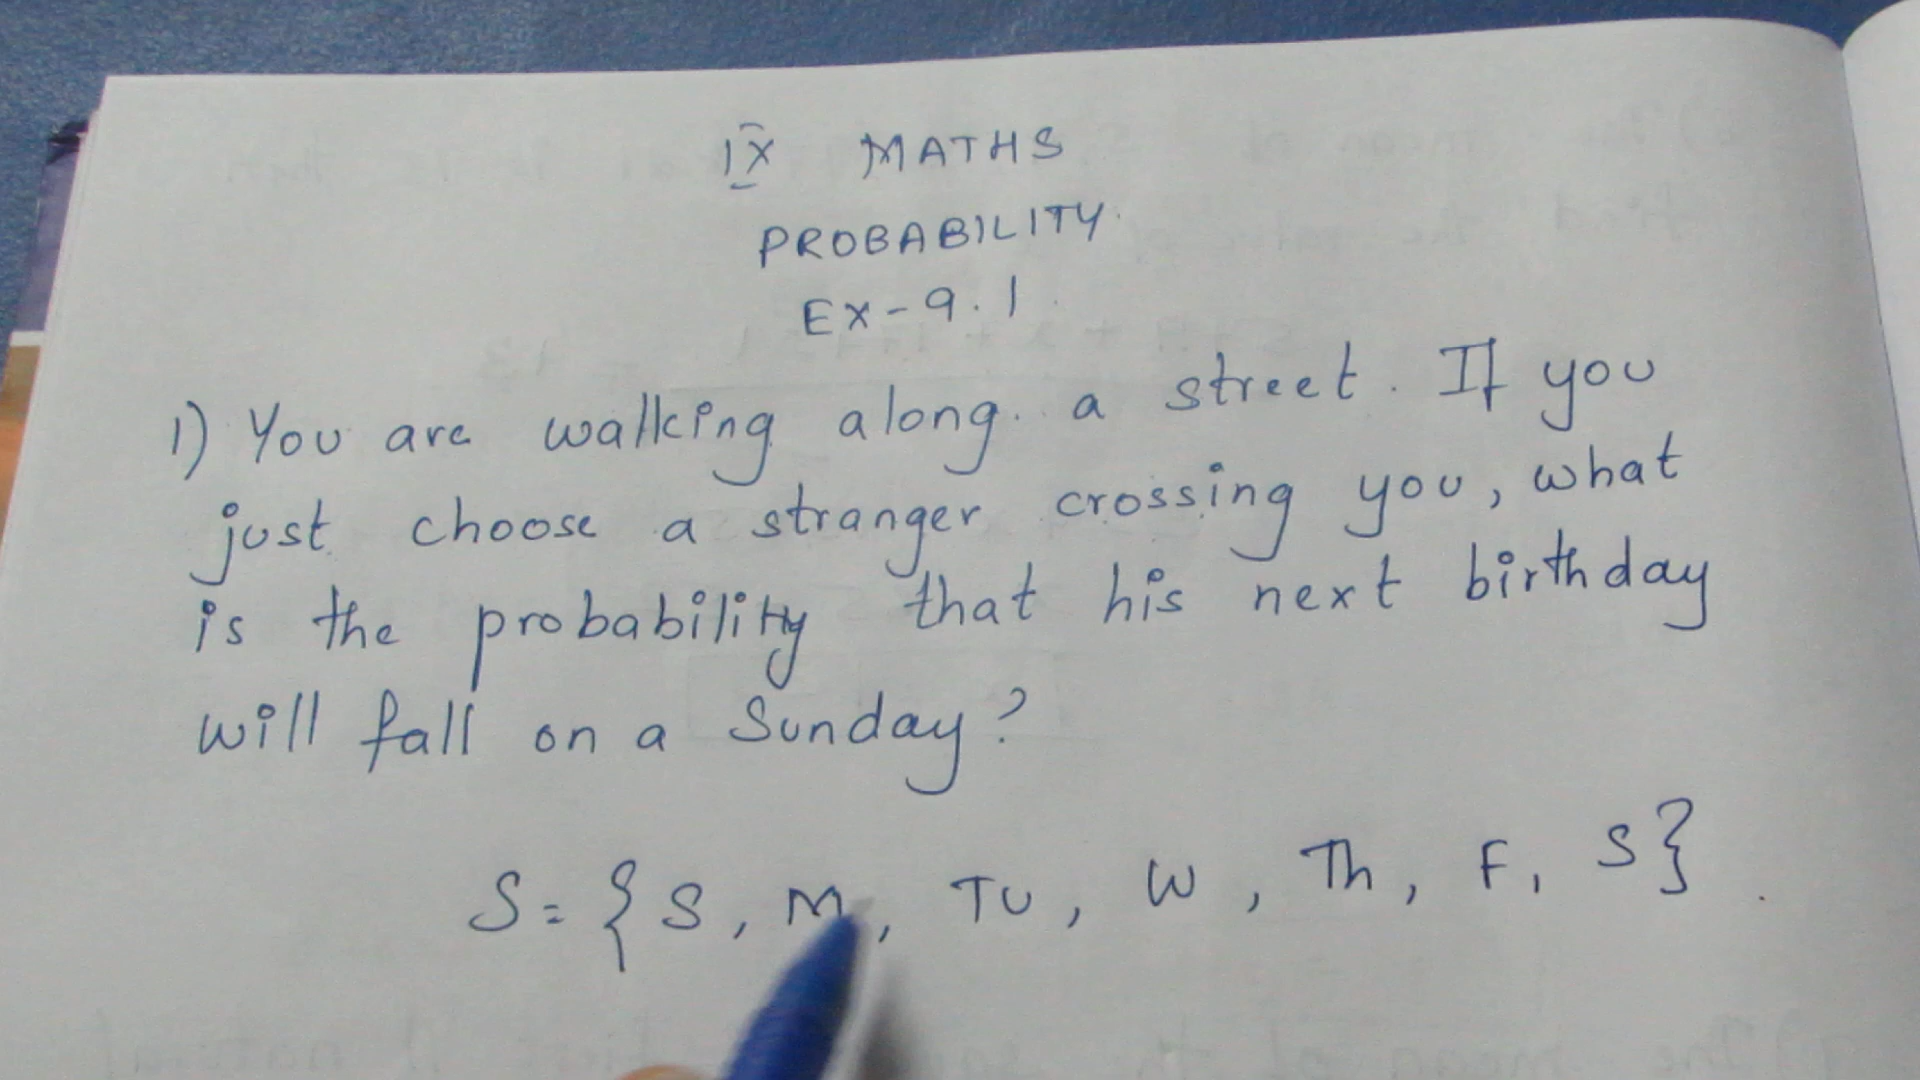 IX MATHS
PROBABILITY
EX-9.1
1) You are walking along a street. If you
just choose a stranger crossing you, what
is the probability that his next birthday
will fall on a Sunday?
S = { S, M, TU, W, Th, F, S }